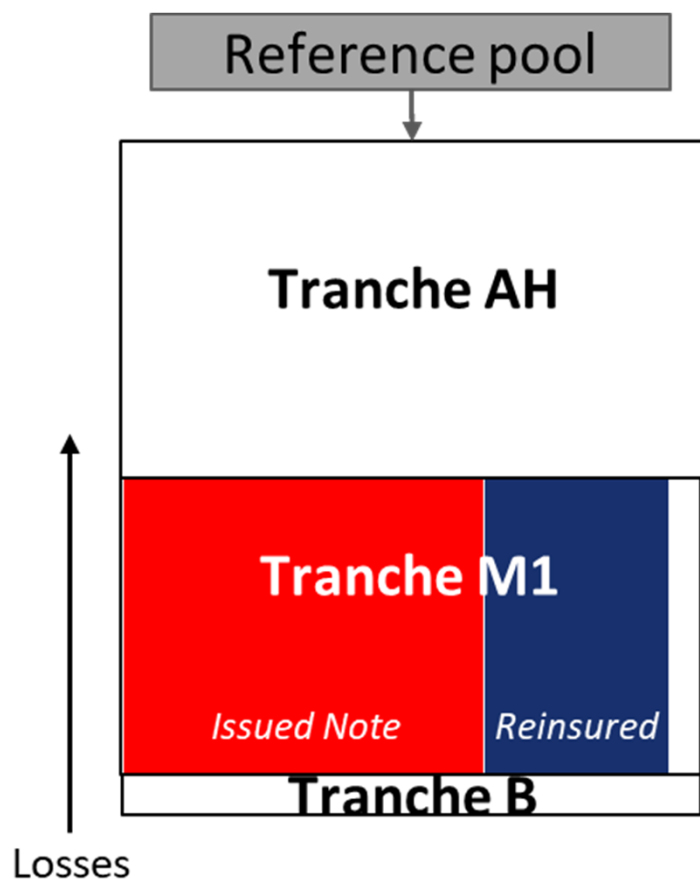 Reference pool
Tranche AH
Tranche M1
Issued Note
Reinsured
Tranche B
Losses